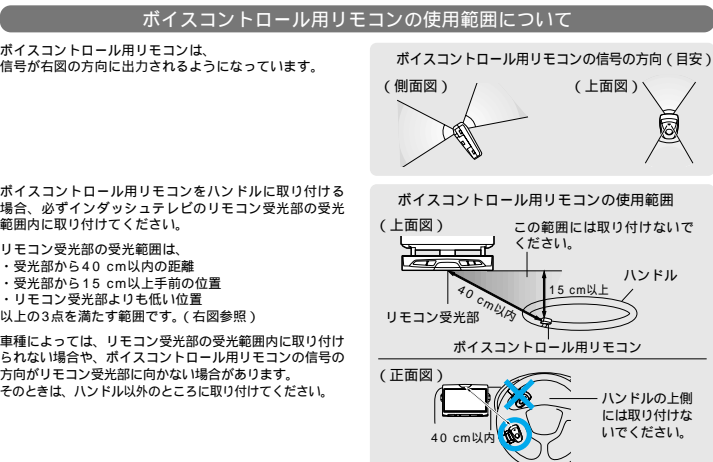 ボイスコントロール用リモコンの使用範囲について
ボイスコントロール用リモコンは、
信号が右図の方向に出力されるようになっています。
ボイスコントロール用リモコンの信号の方向（目安）
（側面図）
（上面図）
ボイスコントロール用リモコンをハンドルに取り付ける
場合、必ずインダッシュテレビのリモコン受光部の受光
範囲内に取り付けてください。
リモコン受光部の受光範囲は、
・受光部から40 cm以内の距離
・受光部から15 cm以上手前の位置
・リモコン受光部よりも低い位置
以上の3点を満たす範囲です。（右図参照）
車種によっては、リモコン受光部の受光範囲内に取り付け
られない場合や、ボイスコントロール用リモコンの信号の
方向がリモコン受光部に向かない場合があります。
そのときは、ハンドル以外のところに取り付けてください。
ボイスコントロール用リモコンの使用範囲
（上面図）
この範囲には取り付けないで
ください。
ハンドル
15 cm以上
40 cm以内
リモコン受光部
ボイスコントロール用リモコン
（正面図）
ハンドルの上側
には取り付けな
いでください。
40 cm以内